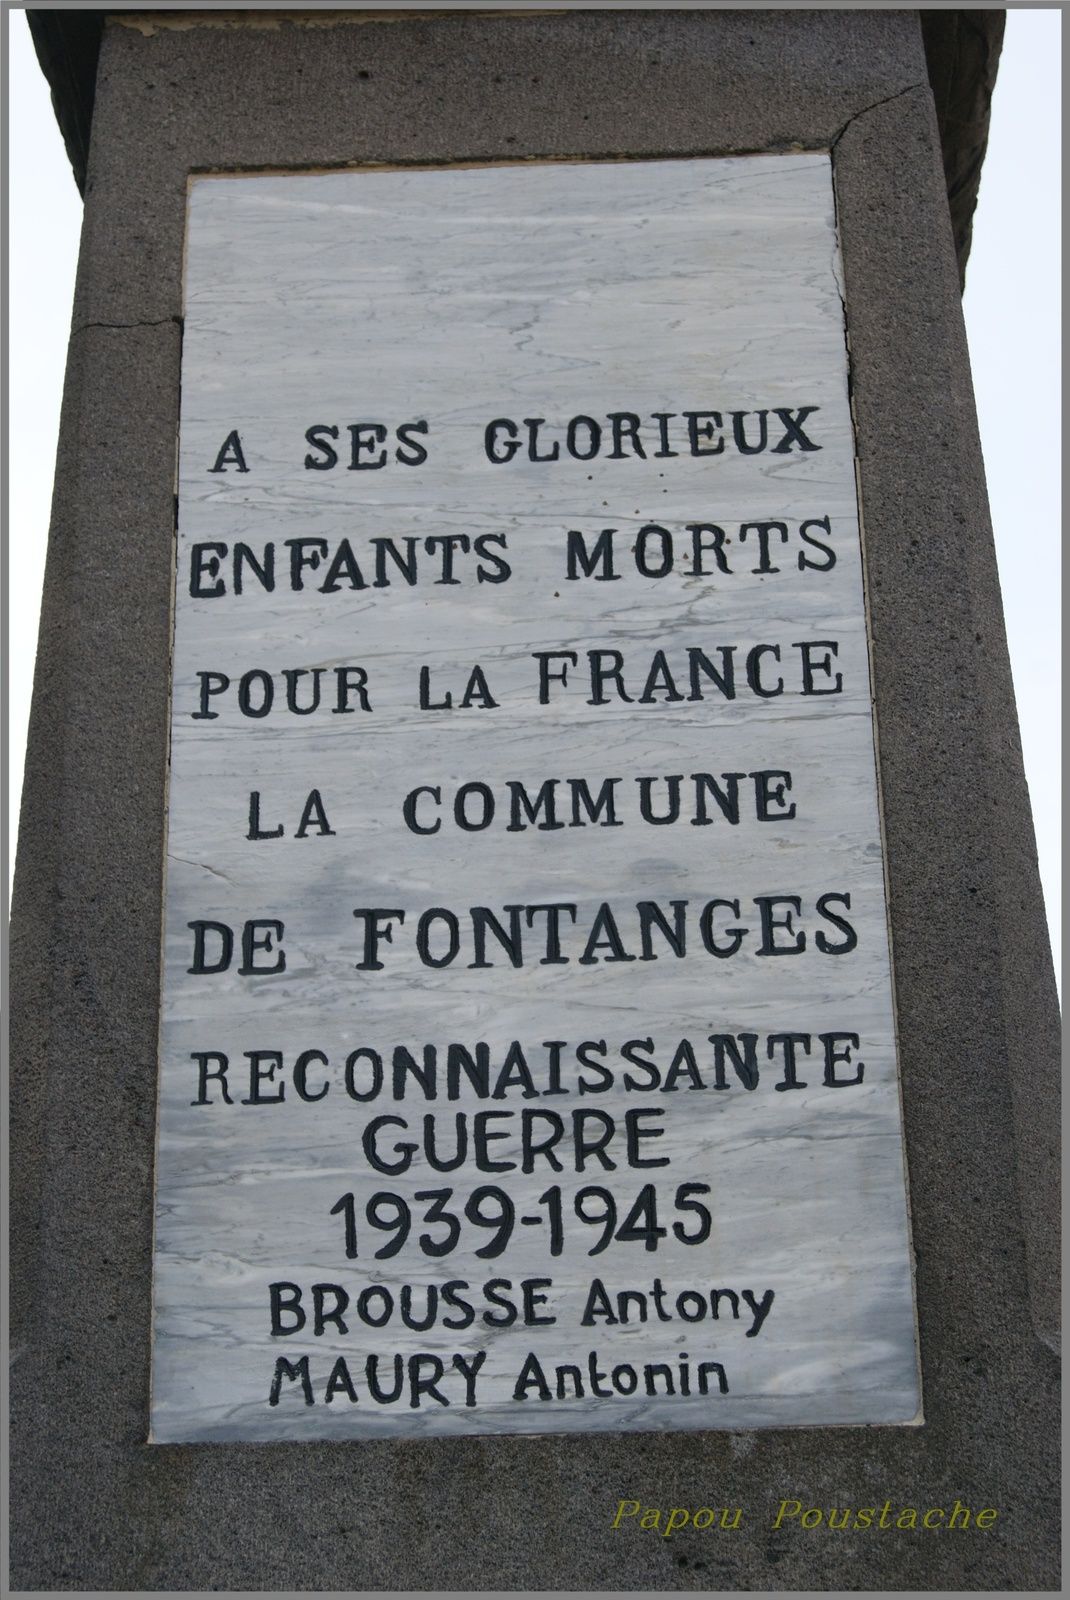 A SES GLORIEUX
ENFANTS MORTS
POUR LA FRANCE
LA COMMUNE
DE FONTANGES
RECONNAISSANTE
GUERRE
1939-1945
BROUSSE Antony
MAURY Antonin
Papou Poustache